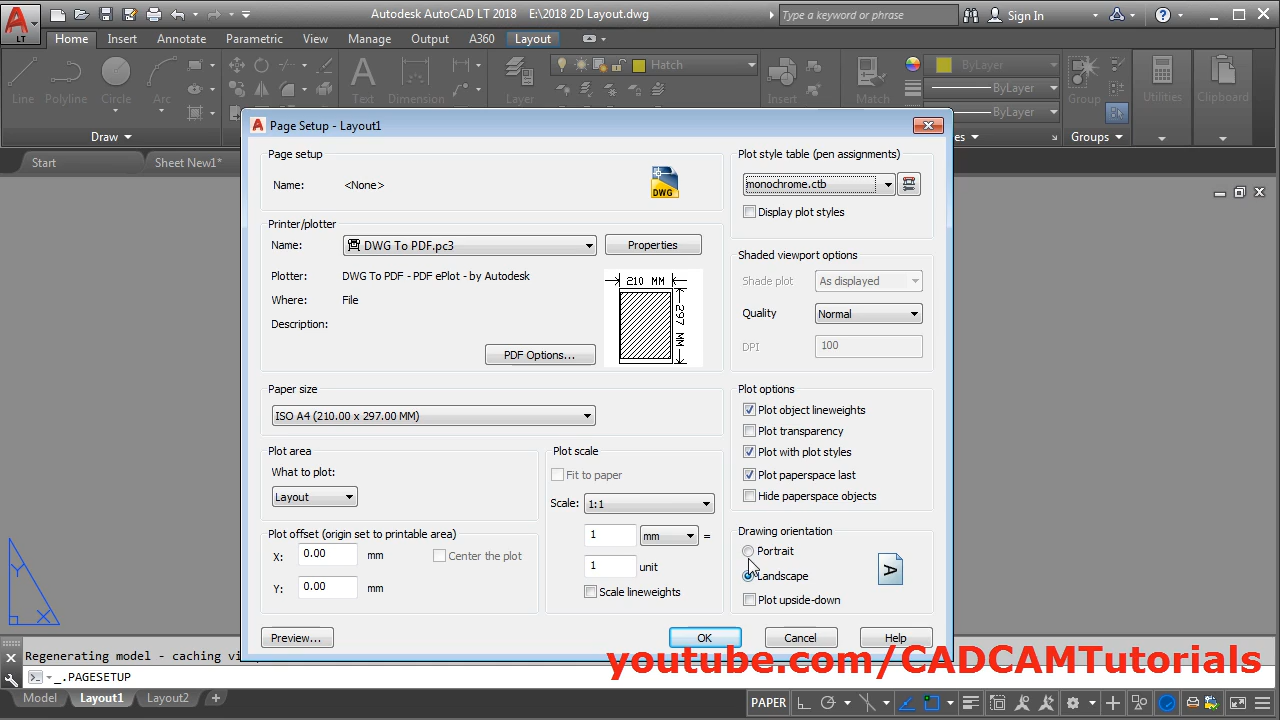 Autodesk AutoCAD LT 2018 E:\2018 2D Layout.dwg
Type a keyword or phrase
Sign In
LT
Home Insert Annotate Parametric View Manage Output A360 Layout
Hatch
ByLayer
Line Polyline Circle Arc Text Dimension Layer Insert Match ByLayer Group Utilities Clipboard
ByLayer
Draw Groups
Start Sheet New1*
Page Setup - Layout1
Page setup
Name: <None>
DWG
Printer/plotter
Name: DWG To PDF.pc3 Properties
Plotter: DWG To PDF - PDF ePlot - by Autodesk
Where: File
Description:
210 MM
297 MM
PDF Options...
Paper size
ISO A4 (210.00 x 297.00 MM)
Plot area
What to plot:
Layout
Plot offset (origin set to printable area)
X: 0.00 mm Center the plot
Y: 0.00 mm
Plot scale
Fit to paper
Scale: 1:1
1 mm =
1 unit
Scale lineweights
Plot style table (pen assignments)
monochrome.ctb
Display plot styles
Shaded viewport options
Shade plot As displayed
Quality Normal
DPI 100
Plot options
Plot object lineweights
Plot transparency
Plot with plot styles
Plot paperspace last
Hide paperspace objects
Drawing orientation
Portrait
Landscape
Plot upside-down
A
Preview... OK Cancel Help
Y
X
Regenerating model - caching
_.PAGESETUP
youtube.com/CADCAMTutorials
Model Layout1 Layout2 +
PAPER